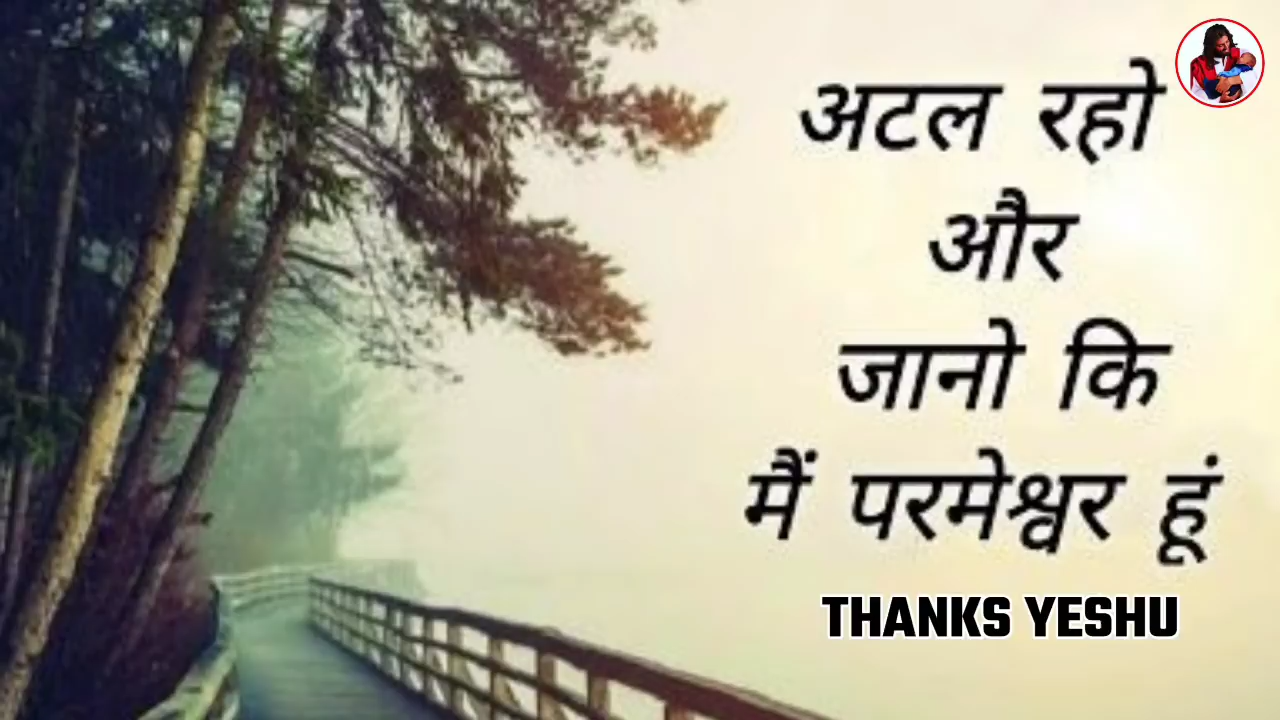 अटल रहो
और
जानो कि
मैं परमेश्वर हूं
THANKS YESHU